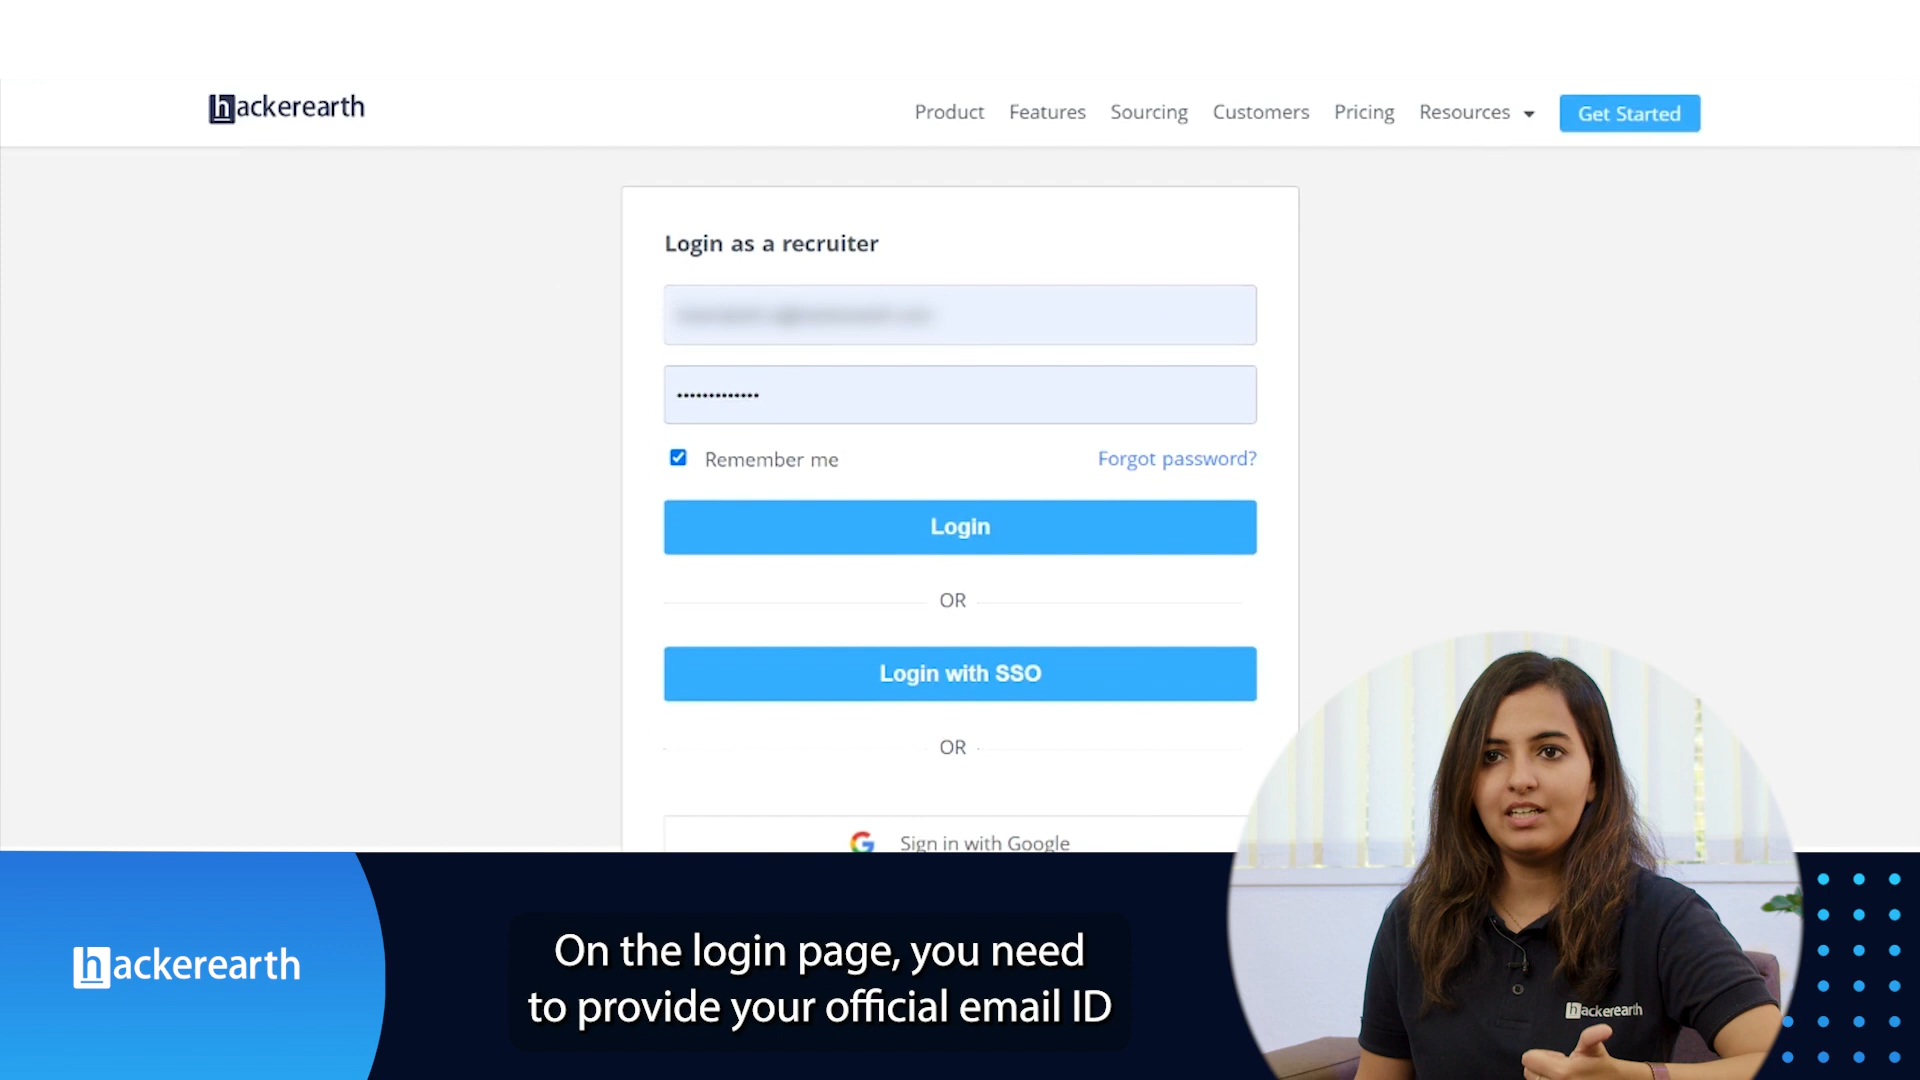 hackerearth
Product Features Sourcing Customers Pricing Resources Get Started
Login as a recruiter
Remember me Forgot password?
Login
OR
Login with SSO
OR
Sign in with Google
hackerearth
On the login page, you need
to provide your official email ID
hackerearth